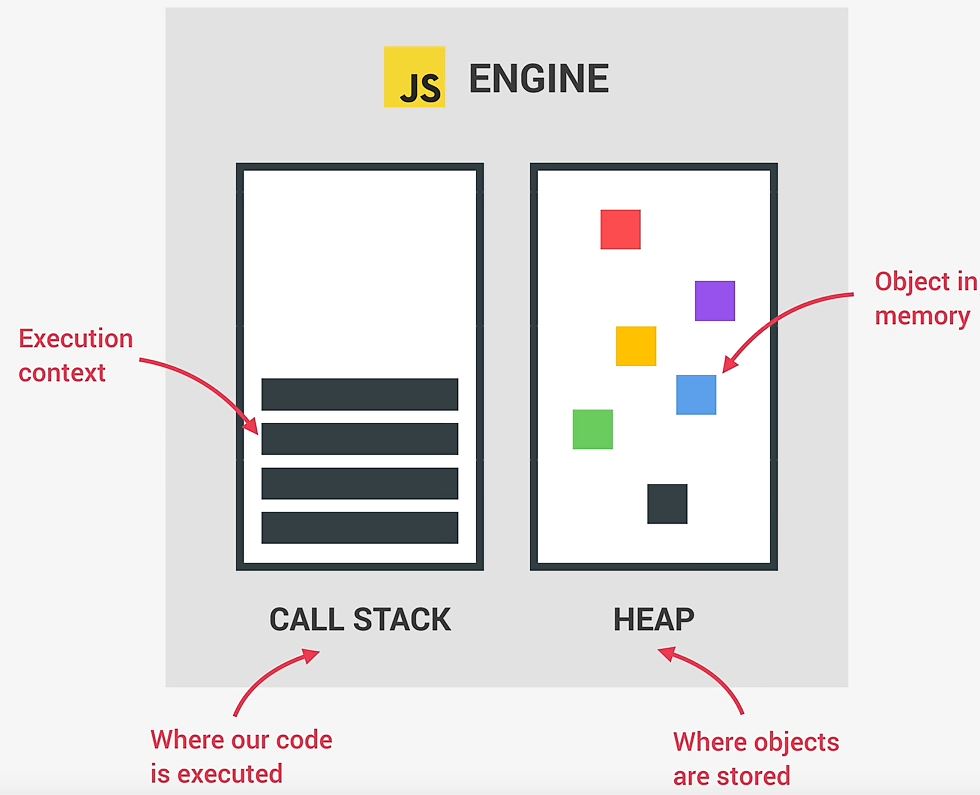 JS ENGINE
Object in
memory
Execution
context
CALL STACK
HEAP
Where our code
is executed
Where objects
are stored